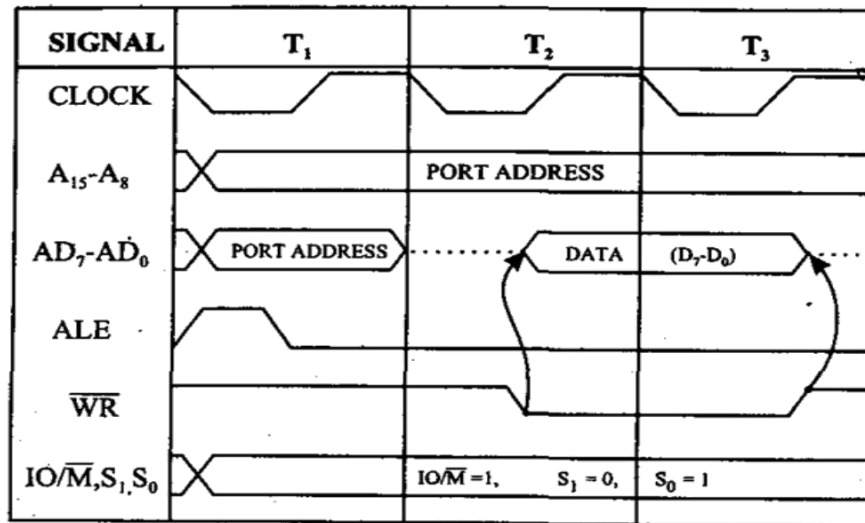 SIGNAL T₁ T₂ T₃
CLOCK
A₁₅-A₈ PORT ADDRESS
AD₇-AD₀ PORT ADDRESS DATA (D₇-D₀)
ALE
W̅R̅
IO/M̅,S₁,S₀ IO/M̅ =1, S₁ = 0, S₀ = 1